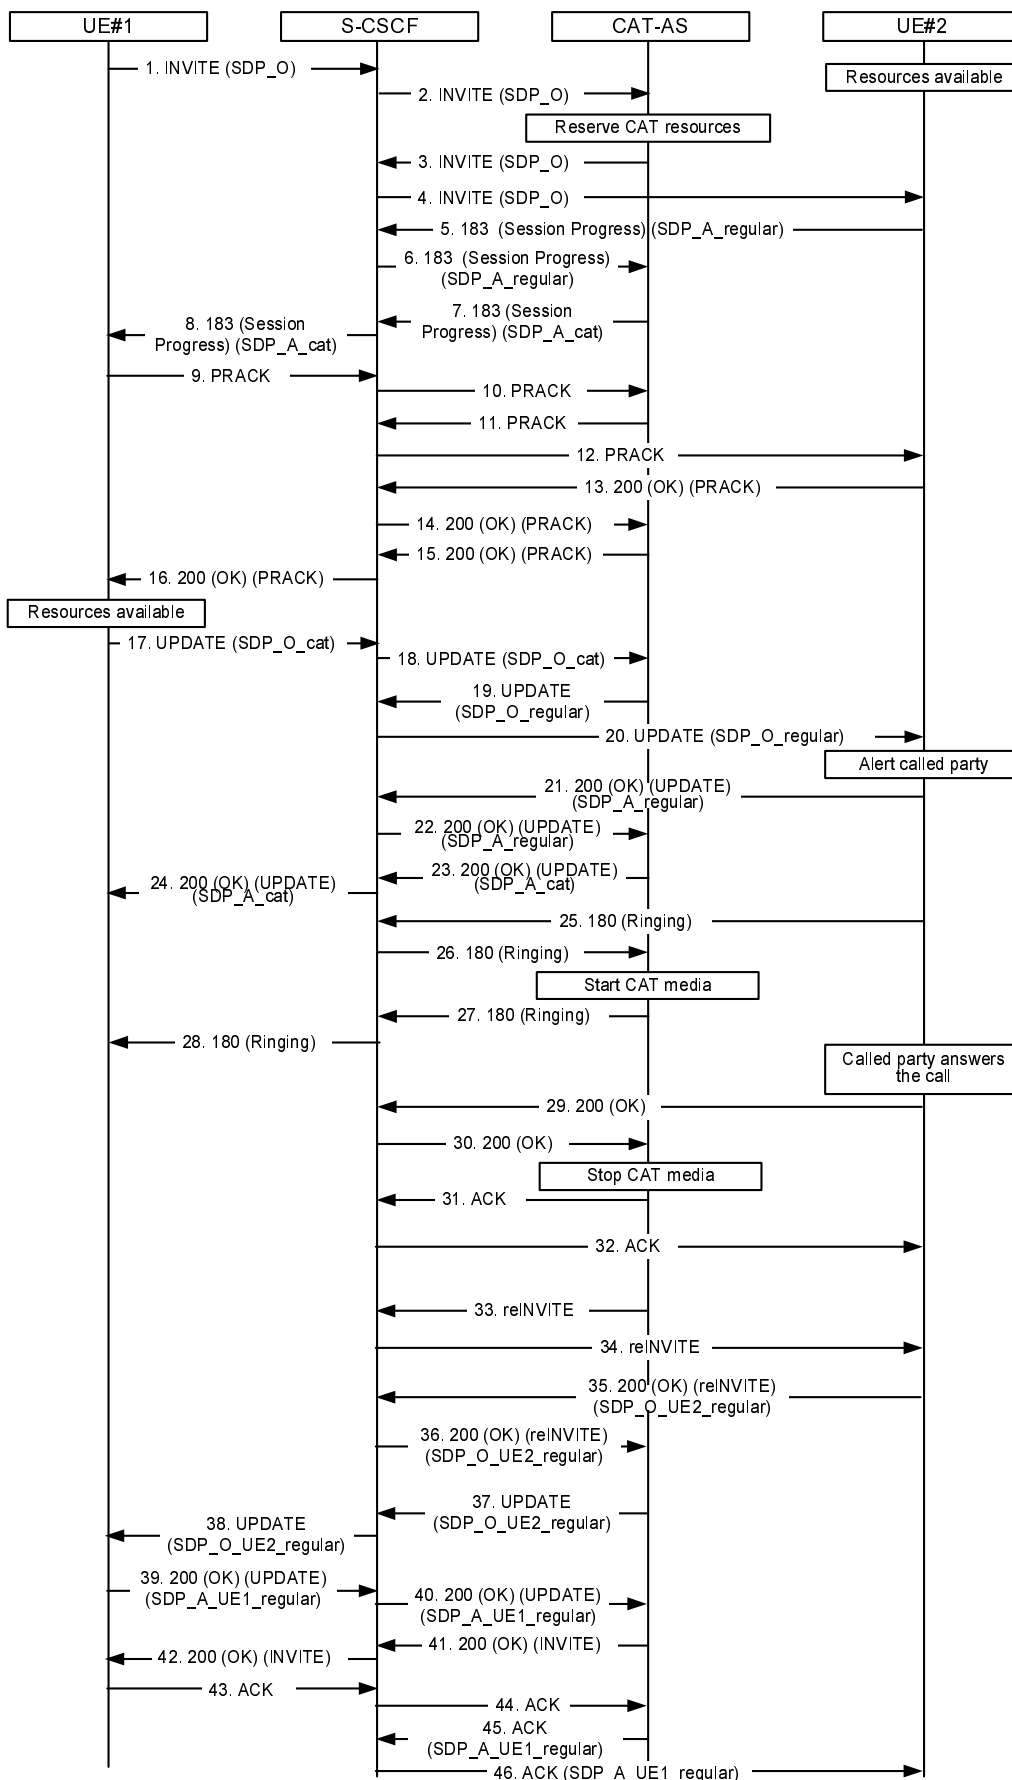 UE#1
S-CSCF
CAT-AS
UE#2
1. INVITE (SDP_O)
Resources available
2. INVITE (SDP_O)
Reserve CAT resources
3. INVITE (SDP_O)
4. INVITE (SDP_O)
5. 183 (Session Progress) (SDP_A_regular)
6. 183 (Session Progress)
(SDP_A_regular)
7. 183 (Session
Progress) (SDP_A_cat)
8. 183 (Session
Progress) (SDP_A_cat)
9. PRACK
10. PRACK
11. PRACK
12. PRACK
13. 200 (OK) (PRACK)
14. 200 (OK) (PRACK)
15. 200 (OK) (PRACK)
16. 200 (OK) (PRACK)
Resources available
17. UPDATE (SDP_O_cat)
18. UPDATE (SDP_O_cat)
19. UPDATE
(SDP_O_regular)
20. UPDATE (SDP_O_regular)
Alert called party
21. 200 (OK) (UPDATE)
(SDP_A_regular)
22. 200 (OK) (UPDATE)
(SDP_A_regular)
23. 200 (OK) (UPDATE)
(SDP_A_cat)
24. 200 (OK) (UPDATE)
(SDP_A_cat)
25. 180 (Ringing)
26. 180 (Ringing)
Start CAT media
27. 180 (Ringing)
28. 180 (Ringing)
Called party answers
the call
29. 200 (OK)
30. 200 (OK)
Stop CAT media
31. ACK
32. ACK
33. reINVITE
34. reINVITE
35. 200 (OK) (reINVITE)
(SDP_O_UE2_regular)
36. 200 (OK) (reINVITE)
(SDP_O_UE2_regular)
37. UPDATE
(SDP_O_UE2_regular)
38. UPDATE
(SDP_O_UE2_regular)
39. 200 (OK) (UPDATE)
(SDP_A_UE1_regular)
40. 200 (OK) (UPDATE)
(SDP_A_UE1_regular)
41. 200 (OK) (INVITE)
42. 200 (OK) (INVITE)
43. ACK
44. ACK
45. ACK
(SDP_A_UE1_regular)
46. ACK (SDP_A_UE1_regular)